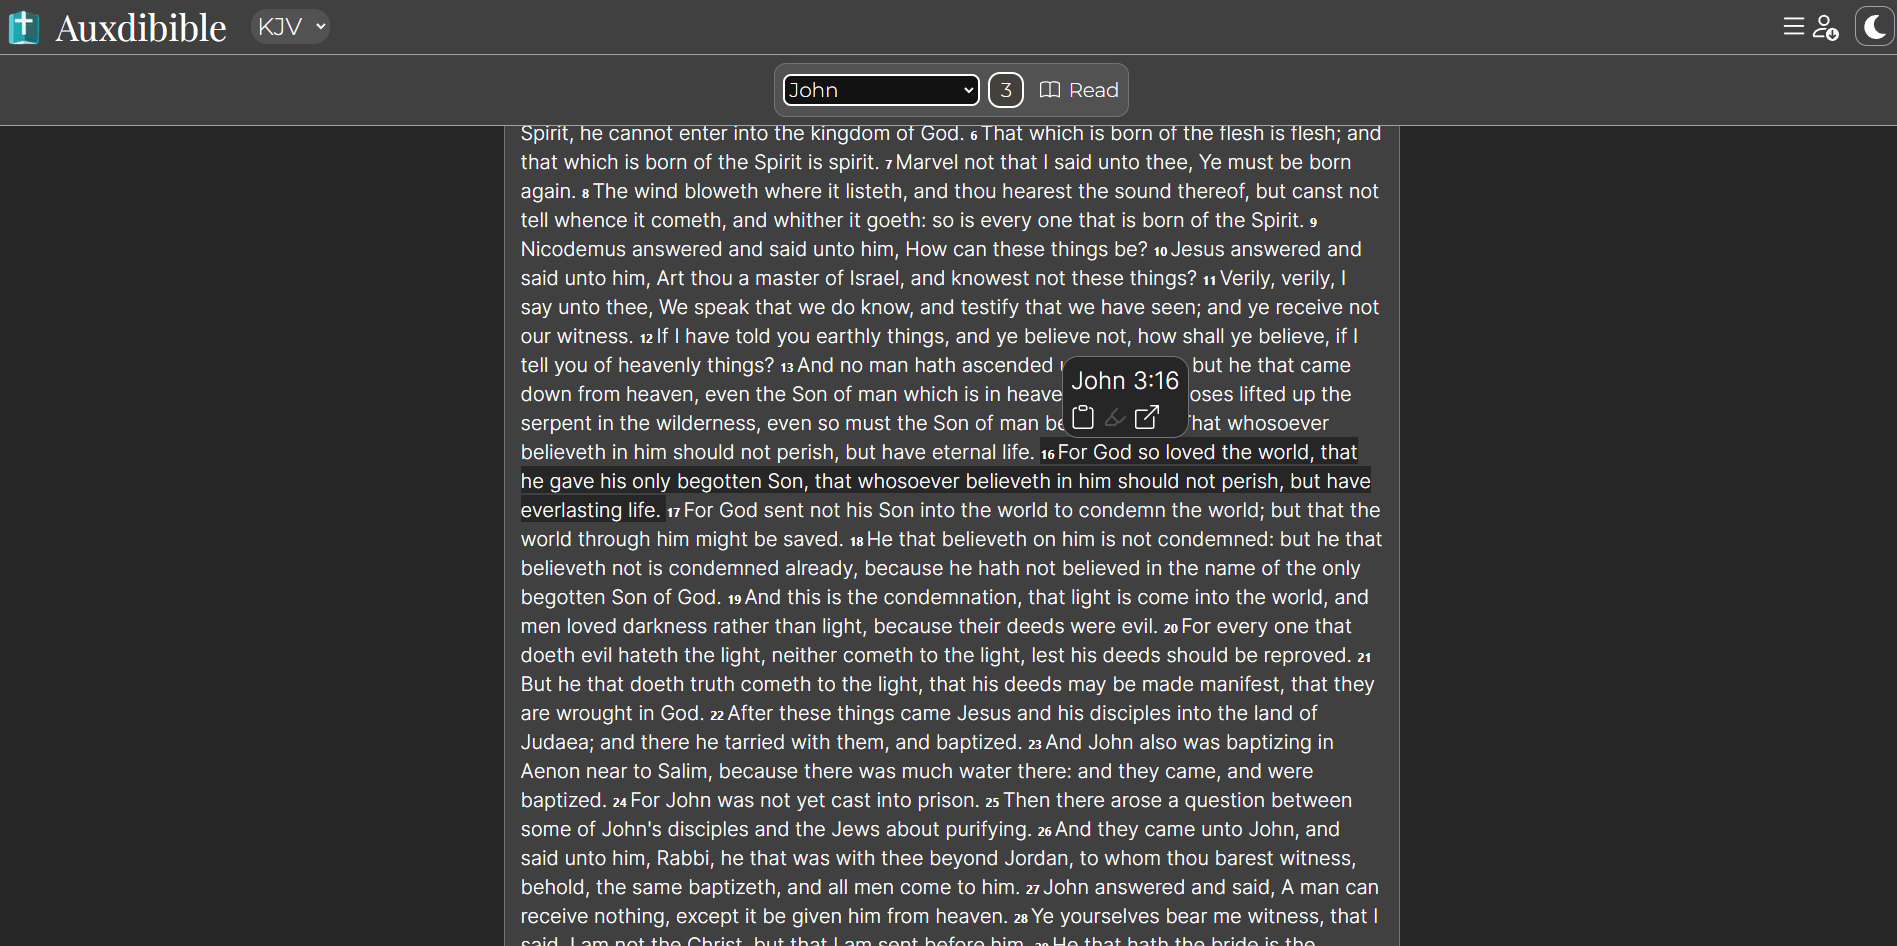 Auxdibible KJV
John 3 Read
Spirit, he cannot enter into the kingdom of God. 6 That which is born of the flesh is flesh; and
that which is born of the Spirit is spirit. 7 Marvel not that I said unto thee, Ye must be born
again. 8 The wind bloweth where it listeth, and thou hearest the sound thereof, but canst not
tell whence it cometh, and whither it goeth: so is every one that is born of the Spirit. 9
Nicodemus answered and said unto him, How can these things be? 10 Jesus answered and
said unto him, Art thou a master of Israel, and knowest not these things? 11 Verily, verily, I
say unto thee, We speak that we do know, and testify that we have seen; and ye receive not
our witness. 12 If I have told you earthly things, and ye believe not, how shall ye believe, if I
tell you of heavenly things? 13 And no man hath ascended but he that came
John 3:16
down from heaven, even the Son of man which is in heave oses lifted up the
serpent in the wilderness, even so must the Son of man be hat whosoever
believeth in him should not perish, but have eternal life. 16 For God so loved the world, that
he gave his only begotten Son, that whosoever believeth in him should not perish, but have
everlasting life. 17 For God sent not his Son into the world to condemn the world; but that the
world through him might be saved. 18 He that believeth on him is not condemned: but he that
believeth not is condemned already, because he hath not believed in the name of the only
begotten Son of God. 19 And this is the condemnation, that light is come into the world, and
men loved darkness rather than light, because their deeds were evil. 20 For every one that
doeth evil hateth the light, neither cometh to the light, lest his deeds should be reproved. 21
But he that doeth truth cometh to the light, that his deeds may be made manifest, that they
are wrought in God. 22 After these things came Jesus and his disciples into the land of
Judaea; and there he tarried with them, and baptized. 23 And John also was baptizing in
Aenon near to Salim, because there was much water there: and they came, and were
baptized. 24 For John was not yet cast into prison. 25 Then there arose a question between
some of John's disciples and the Jews about purifying. 26 And they came unto John, and
said unto him, Rabbi, he that was with thee beyond Jordan, to whom thou barest witness,
behold, the same baptizeth, and all men come to him. 27 John answered and said, A man can
receive nothing, except it be given him from heaven. 28 Ye yourselves bear me witness, that I
said, I am not the Christ, but that I am sent before him. 29 He that hath the bride is the